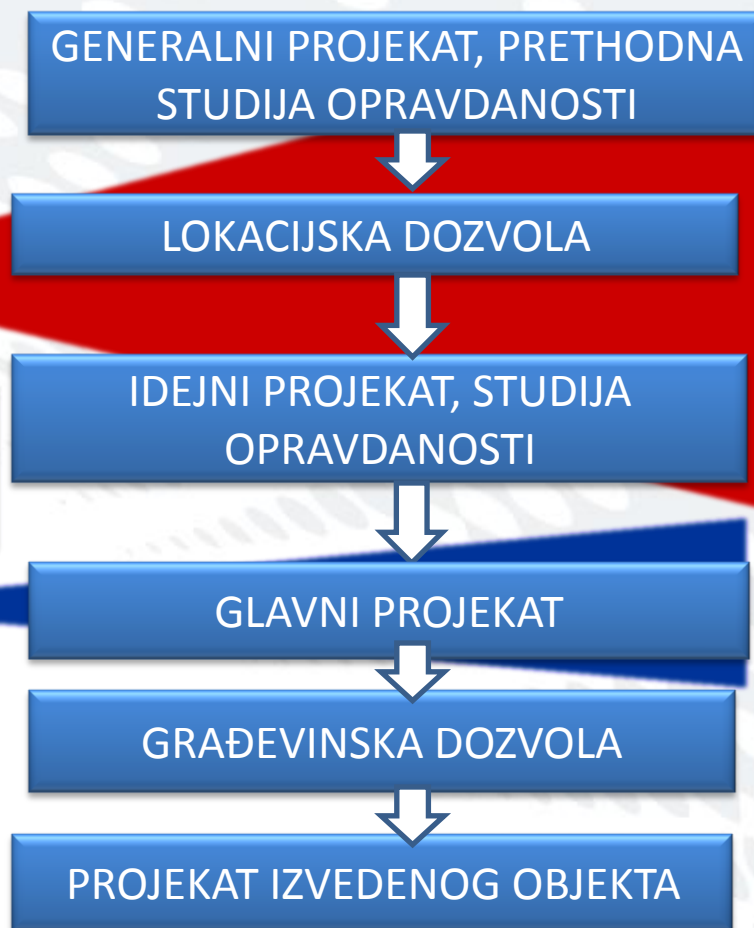 GENERALNI PROJEKAT, PRETHODNA
STUDIJA OPRAVDANOSTI
LOKACIJSKA DOZVOLA
IDEJNI PROJEKAT, STUDIJA
OPRAVDANOSTI
GLAVNI PROJEKAT
GRAĐEVINSKA DOZVOLA
PROJEKAT IZVEDENOG OBJEKTA